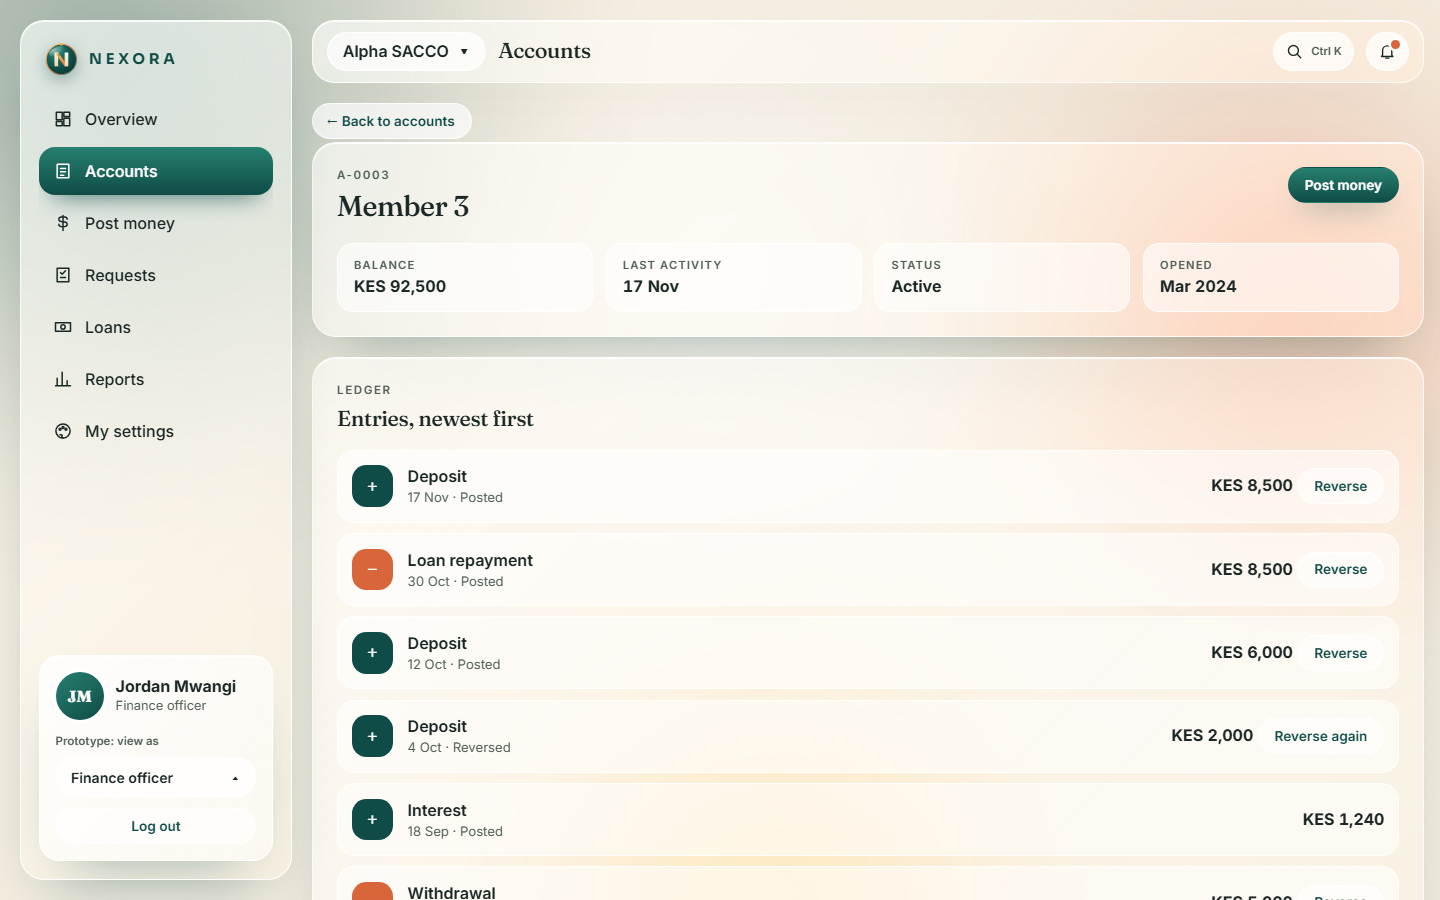 N NEXORA
Overview
Accounts
Post money
Requests
Loans
Reports
My settings
JM
Jordan Mwangi
Finance officer
Prototype: view as
Finance officer
Log out
Alpha SACCO
Accounts
Ctrl K
← Back to accounts
A-0003
Member 3
Post money
BALANCE
KES 92,500
LAST ACTIVITY
17 Nov
STATUS
Active
OPENED
Mar 2024
LEDGER
Entries, newest first
+ Deposit
17 Nov · Posted
KES 8,500 Reverse
− Loan repayment
30 Oct · Posted
KES 8,500 Reverse
+ Deposit
12 Oct · Posted
KES 6,000 Reverse
+ Deposit
4 Oct · Reversed
KES 2,000 Reverse again
+ Interest
18 Sep · Posted
KES 1,240
Withdrawal